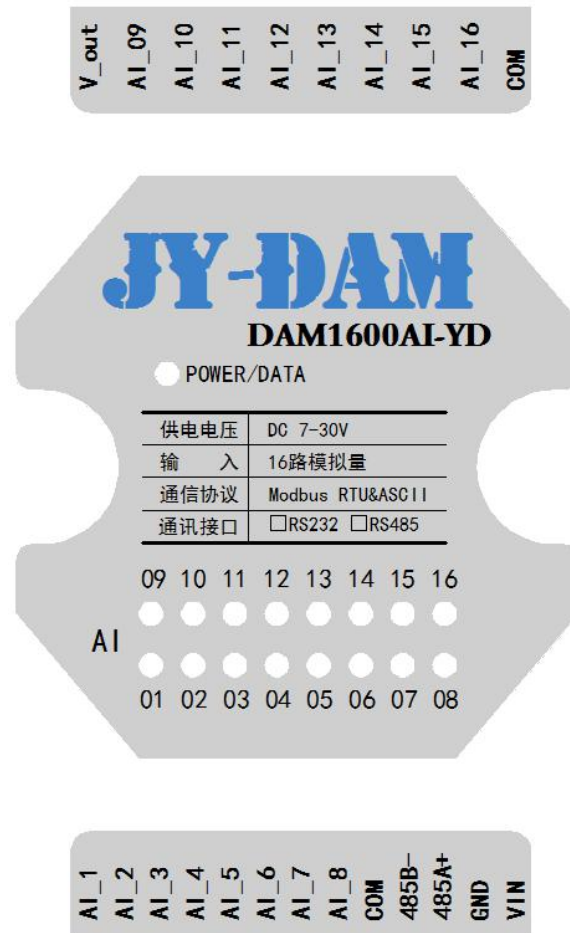 V_out AI_09 AI_10 AI_11 AI_12 AI_13 AI_14 AI_15 AI_16 COM
JY-DAM
DAM1600AI-YD
POWER/DATA
供电电压 DC 7-30V
输 入 16路模拟量
通信协议 Modbus RTU&ASCII
通讯接口 □RS232 □RS485
09 10 11 12 13 14 15 16
AI
01 02 03 04 05 06 07 08
AI_1 AI_2 AI_3 AI_4 AI_5 AI_6 AI_7 AI_8 COM 485B- 485A+ GND VIN